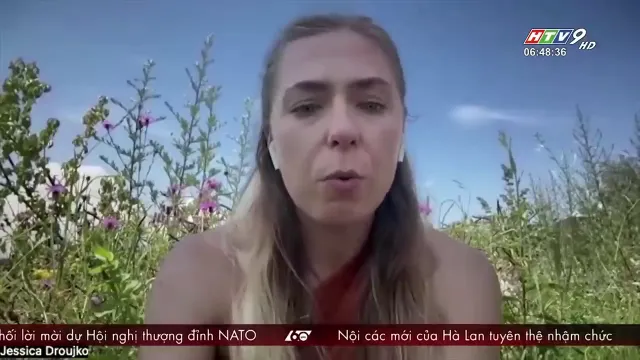 HTV9 HD
06:48:36
hối lời mời dự Hội nghị thượng đỉnh NATO Nội các mới của Hà Lan tuyên thệ nhậm chức
Jessica Droujko